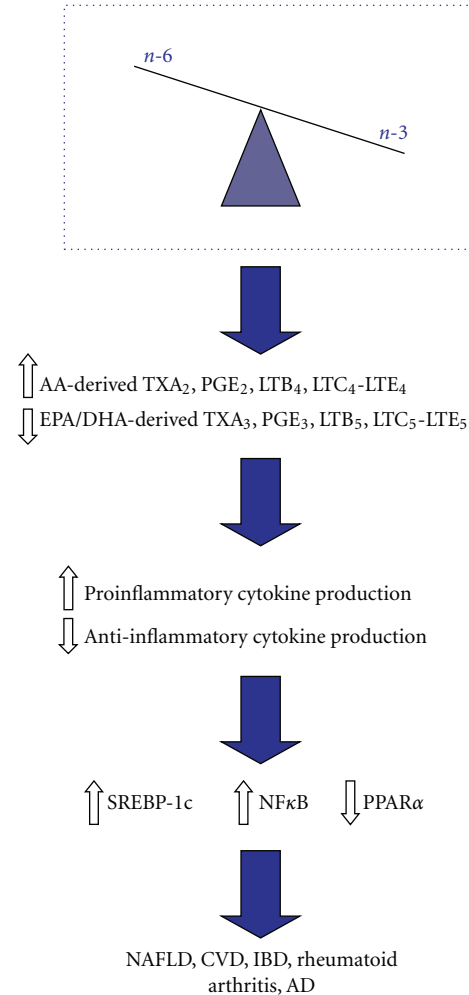 n-6
n-3
AA-derived TXA₂, PGE₂, LTB₄, LTC₄-LTE₄
EPA/DHA-derived TXA₃, PGE₃, LTB₅, LTC₅-LTE₅
Proinflammatory cytokine production
Anti-inflammatory cytokine production
SREBP-1c NFκB PPARα
NAFLD, CVD, IBD, rheumatoid
arthritis, AD